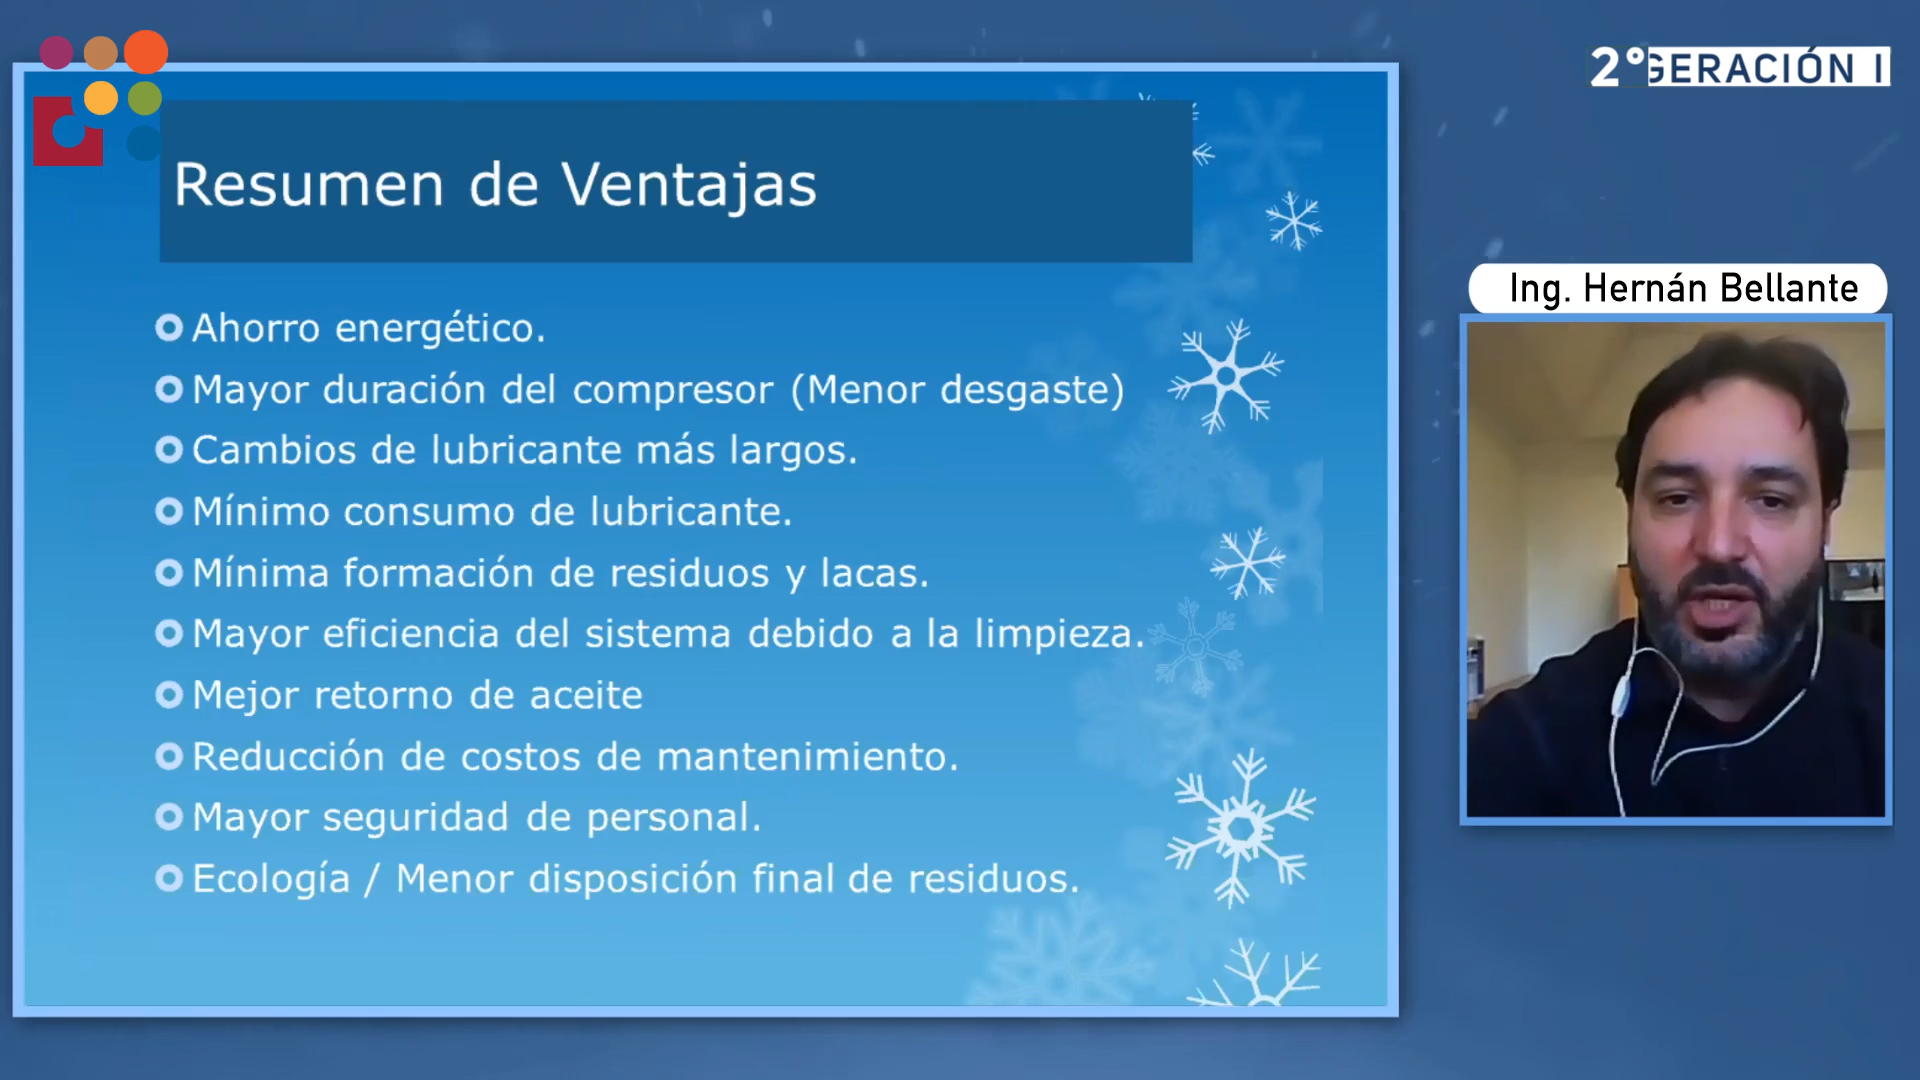 2° GERACIÓN I
Resumen de Ventajas
Ing. Hernán Bellante
Ahorro energético.
Mayor duración del compresor (Menor desgaste)
Cambios de lubricante más largos.
Mínimo consumo de lubricante.
Mínima formación de residuos y lacas.
Mayor eficiencia del sistema debido a la limpieza.
Mejor retorno de aceite
Reducción de costos de mantenimiento.
Mayor seguridad de personal.
Ecología / Menor disposición final de residuos.